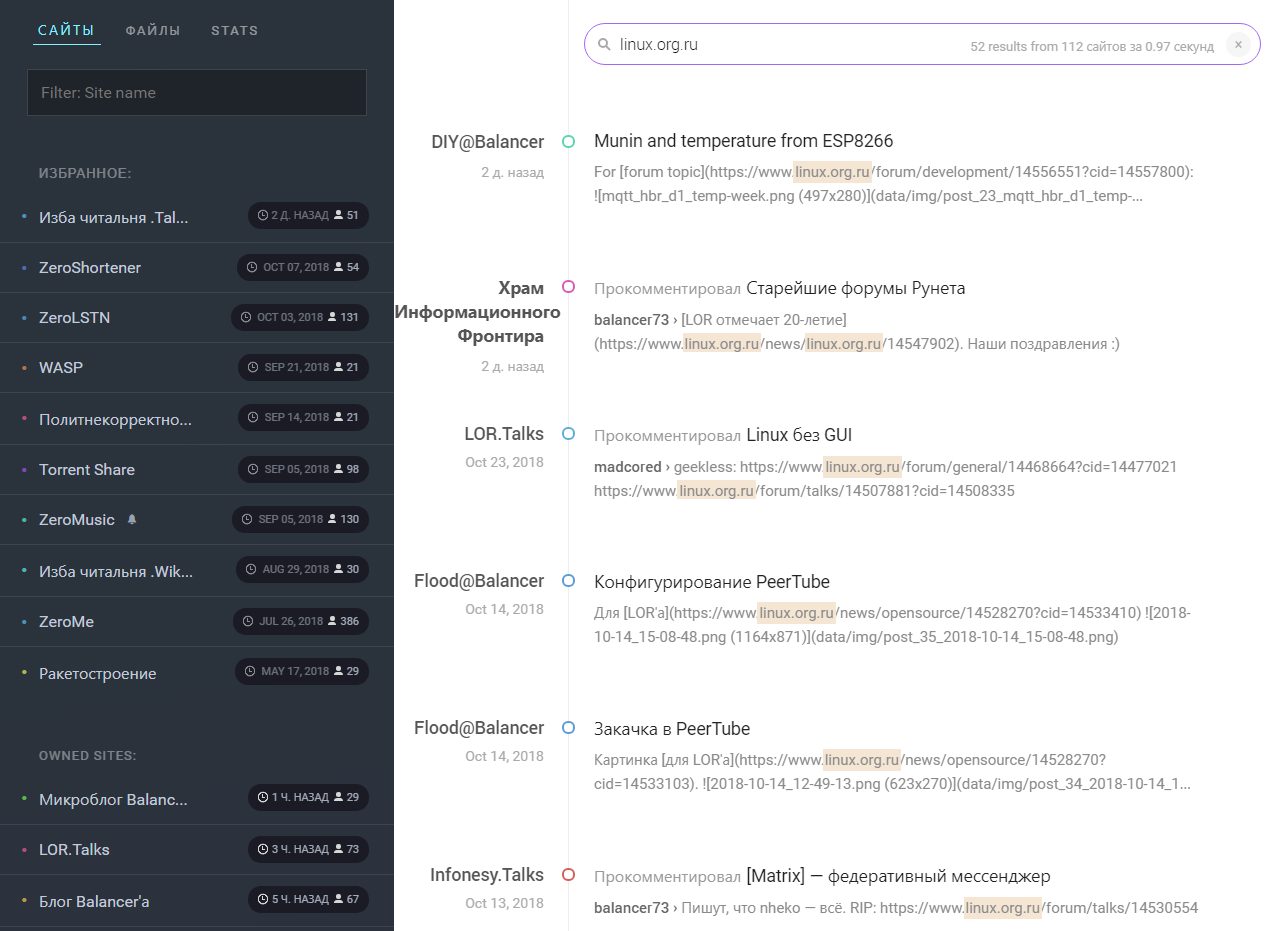 САЙТЫ ФАЙЛЫ STATS
Filter: Site name
ИЗБРАННОЕ:
Изба читальня .Tal... 2 Д. НАЗАД 51
ZeroShortener OCT 07, 2018 54
ZeroLSTN OCT 03, 2018 131
WASP SEP 21, 2018 21
Политнекорректно... SEP 14, 2018 21
Torrent Share SEP 05, 2018 98
ZeroMusic SEP 05, 2018 130
Изба читальня .Wik... AUG 29, 2018 30
ZeroMe JUL 26, 2018 386
Ракетостроение MAY 17, 2018 29
OWNED SITES:
Микроблог Balanc... 1 Ч. НАЗАД 29
LOR.Talks 3 Ч. НАЗАД 73
Блог Balancer'а 5 Ч. НАЗАД 67
linux.org.ru 52 results from 112 сайтов за 0.97 секунд ×
DIY@Balancer
2 д. назад
Munin and temperature from ESP8266
For [forum topic](https://www.linux.org.ru/forum/development/14556551?cid=14557800):
![mqtt_hbr_d1_temp-week.png (497x280)](data/img/post_23_mqtt_hbr_d1_temp-...
Храм
Информационного
Фронтира
2 д. назад
Прокомментировал Старейшие форумы Рунета
balancer73 › [LOR отмечает 20-летие]
(https://www.linux.org.ru/news/linux.org.ru/14547902). Наши поздравления :)
LOR.Talks
Oct 23, 2018
Прокомментировал Linux без GUI
madcored › geekless: https://www.linux.org.ru/forum/general/14468664?cid=14477021
https://www.linux.org.ru/forum/talks/14507881?cid=14508335
Flood@Balancer
Oct 14, 2018
Конфигурирование PeerTube
Для [LOR'а](https://www.linux.org.ru/news/opensource/14528270?cid=14533410) ![2018-
10-14_15-08-48.png (1164x871)](data/img/post_35_2018-10-14_15-08-48.png)
Flood@Balancer
Oct 14, 2018
Закачка в PeerTube
Картинка [для LOR'а](https://www.linux.org.ru/news/opensource/14528270?
cid=14533103). ![2018-10-14_12-49-13.png (623x270)](data/img/post_34_2018-10-14_1...
Infonesy.Talks
Oct 13, 2018
Прокомментировал [Matrix] — федеративный мессенджер
balancer73 › Пишут, что nheko — всё. RIP: https://www.linux.org.ru/forum/talks/14530554